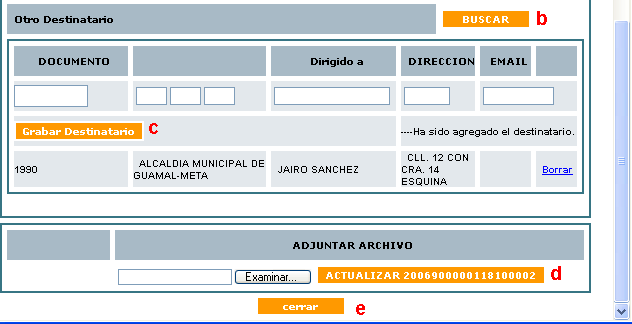 Otro Destinatario
BUSCAR b
DOCUMENTO Dirigido a DIRECCION EMAIL
Grabar Destinatario c ----Ha sido agregado el destinatario.
1990 ALCALDIA MUNICIPAL DE GUAMAL-META JAIRO SANCHEZ CLL. 12 CON CRA. 14 ESQUINA Borrar
ADJUNTAR ARCHIVO
Examinar... ACTUALIZAR 2006900000118100002 d
cerrar e